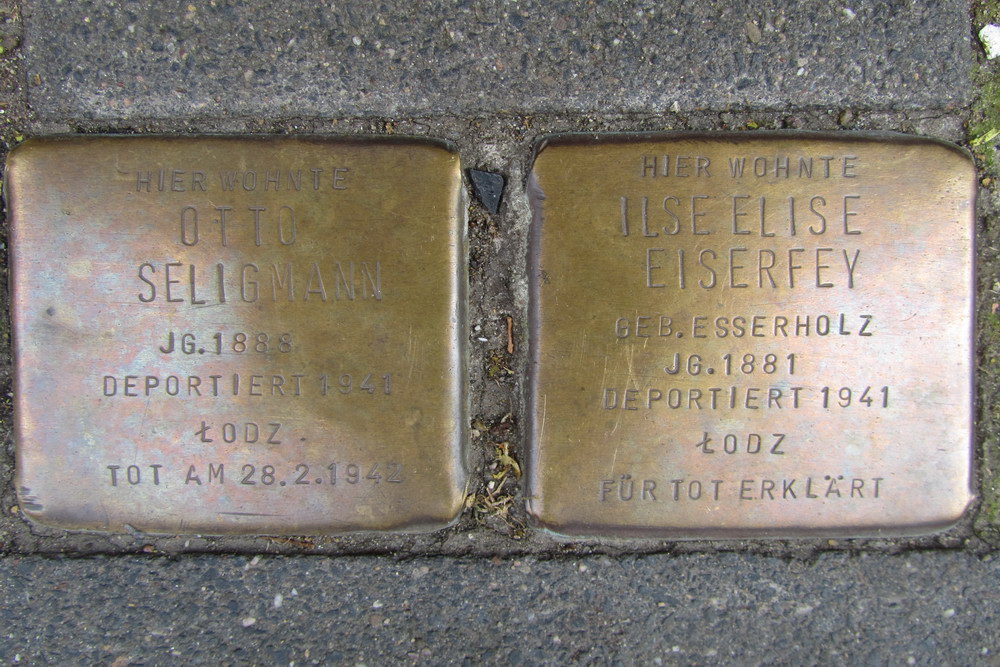 HIER WOHNTE
OTTO
SELIGMANN
JG. 1888
DEPORTIERT 1941
ŁODZ
TOT AM 28.2.1942
HIER WOHNTE
ILSE ELISE
EISERFEY
GEB. ESSERHOLZ
JG. 1881
DEPORTIERT 1941
ŁODZ
FÜR TOT ERKLÄRT